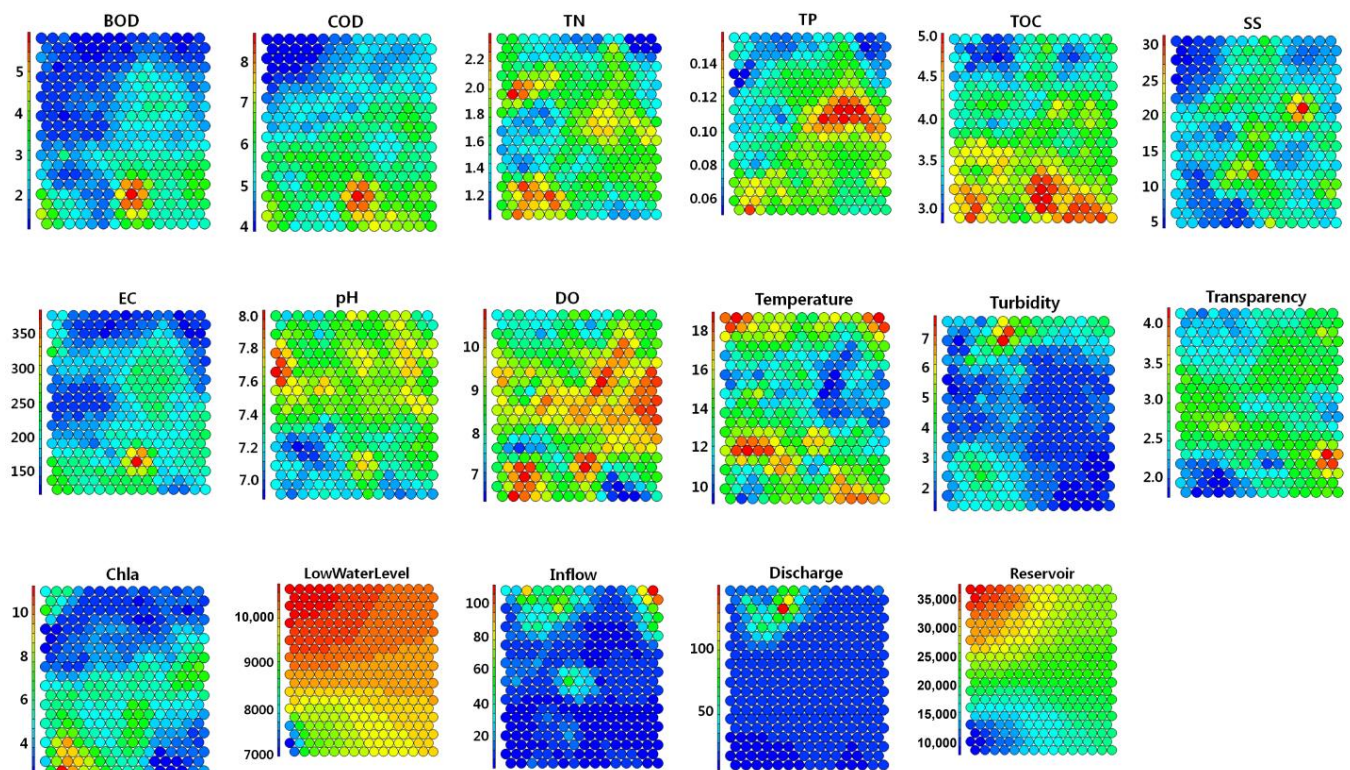 BOD COD TN TP TOC SS
5 4 3 2
8 7 6 5 4
2.2 2.0 1.8 1.6 1.4 1.2
0.14 0.12 0.10 0.08 0.06
5.0 4.5 4.0 3.5 3.0
30 25 20 15 10 5
EC pH DO Temperature Turbidity Transparency
350 300 250 200 150
8.0 7.8 7.6 7.4 7.2 7.0
10 9 8 7
18 16 14 12 10
7 6 5 4 3 2
4.0 3.5 3.0 2.5 2.0
Chla LowWaterLevel Inflow Discharge Reservoir
10 8 6 4
10,000 9000 8000 7000
100 80 60 40 20
100 50
35,000 30,000 25,000 20,000 15,000 10,000